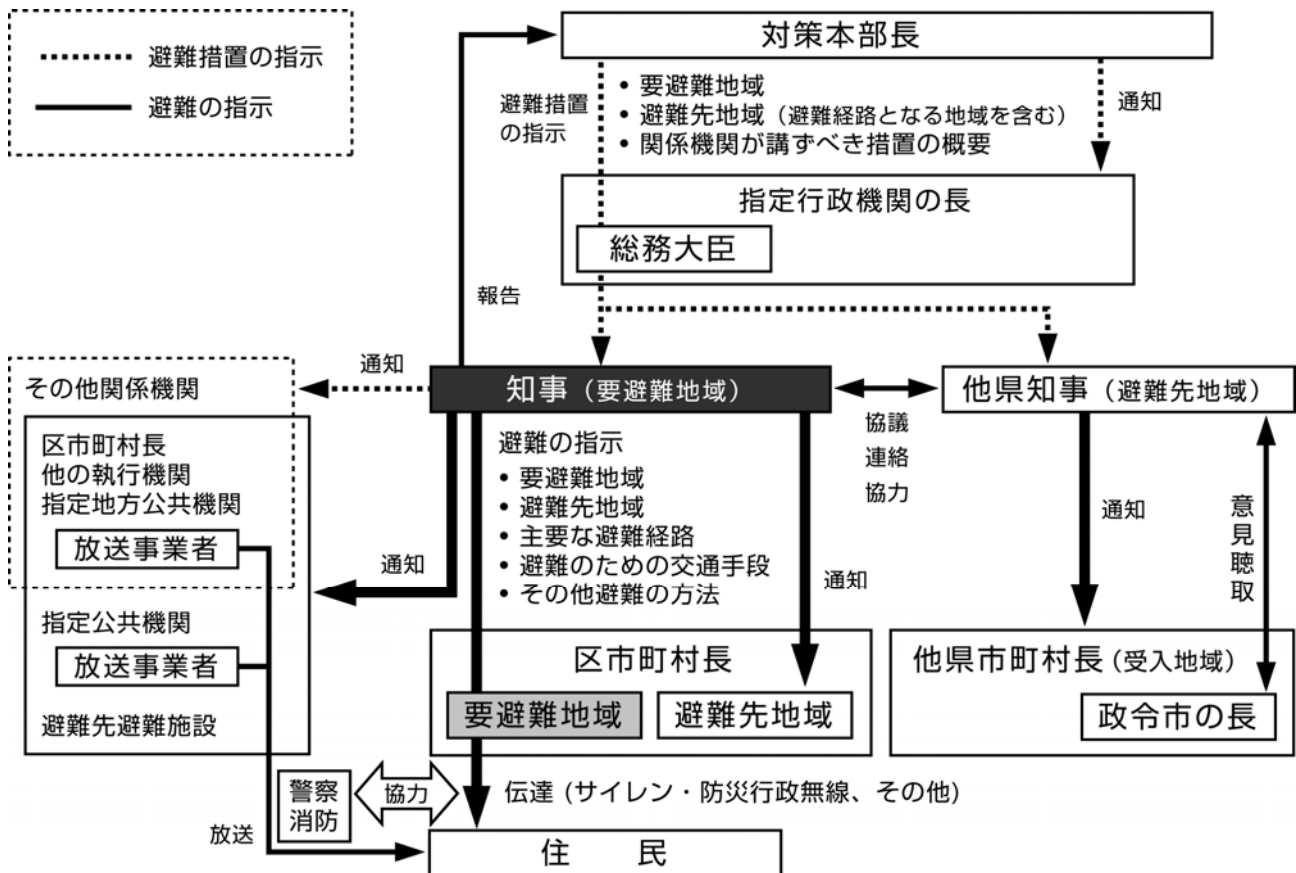 避難措置の指示
避難の指示
対策本部長
避難措置
の指示
• 要避難地域
• 避難先地域（避難経路となる地域を含む）
• 関係機関が講ずべき措置の概要
通知
指定行政機関の長
総務大臣
報告
通知
その他関係機関
知事（要避難地域）
他県知事（避難先地域）
協議
連絡
協力
区市町村長
他の執行機関
指定地方公共機関
放送事業者
避難の指示
• 要避難地域
• 避難先地域
• 主要な避難経路
• 避難のための交通手段
• その他避難の方法
通知
通知
通知
意見聴取
指定公共機関
放送事業者
避難先避難施設
区市町村長
要避難地域
避難先地域
他県市町村長（受入地域）
政令市の長
警察
消防
協力
伝達（サイレン・防災行政無線、その他）
放送
住　民